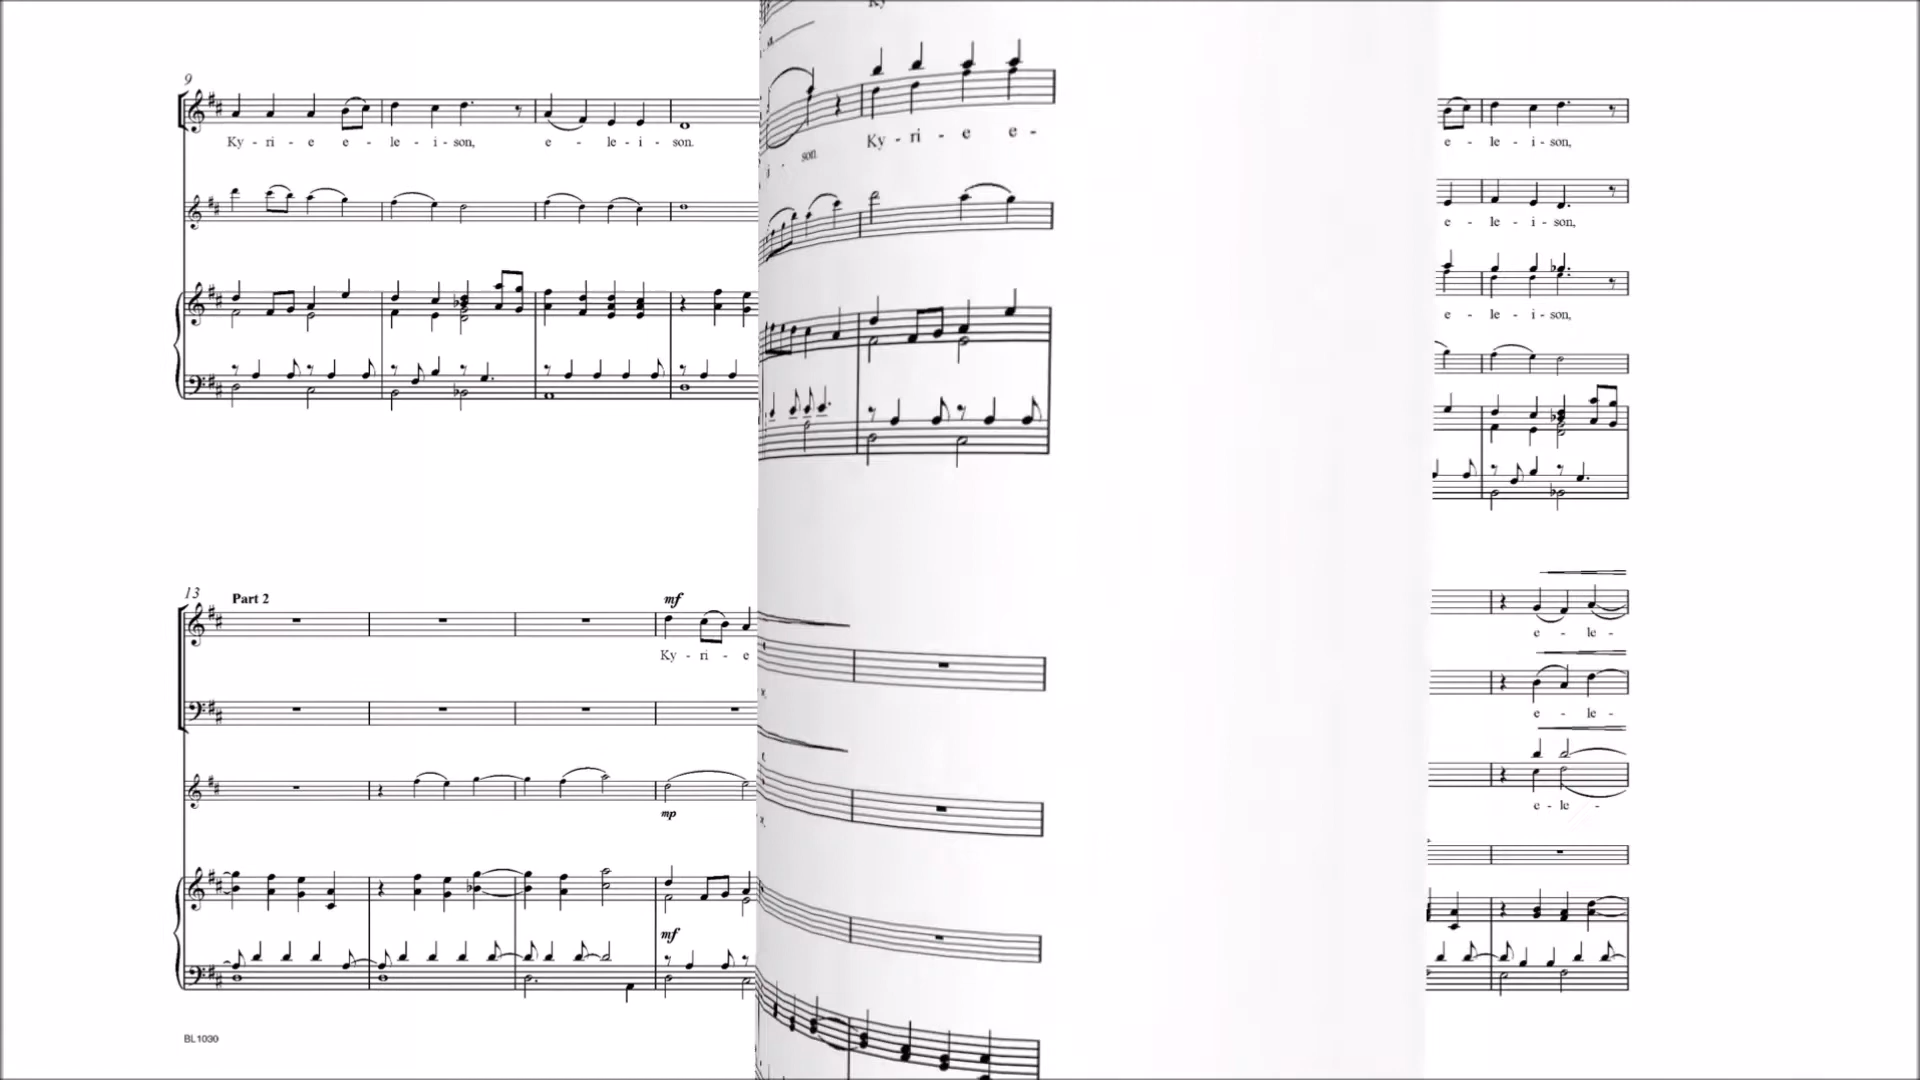 9
Ky - ri - e e - le - i - son, e - le - i - son.
13
Part 2
mf
Ky - ri - e
mp
mf
BL1030
son
Ky - ri - e e -
e - le - i - son,
e - le - i - son,
e - le - i - son,
e - le -
e - le -
e - le -